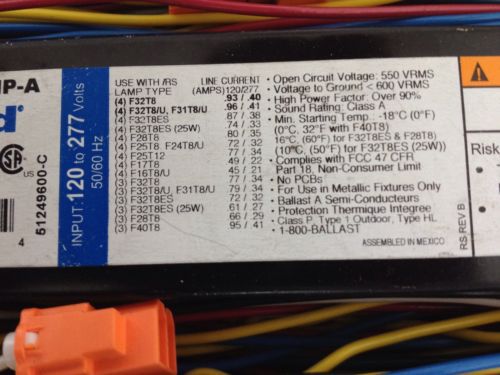 IP-A
d
US
51249600-C
4
INPUT: 120 to 277 Volts
50/60 Hz
USE WITH /RS LINE CURRENT
LAMP TYPE (AMPS)120/277
(4) F32T8 .93/ .40
(4) F32T8/U, F31T8/U .96/ .41
(4) F32T8ES 87/ 38
(4) F32T8ES (25W) 74/ 33
(4) F28T8 80/ 35
(4) F25T8 F24T8/U 72/ 32
(4) F25T12
(4) F17T8 49/ 22
(4) F16T8/U 45/ 21
(3) F32T8 77/ 34
(3) F32T8/U, F31T8/U 79/ 34
(3) F32T8ES 72/ 32
(3) F32T8ES (25W) 61/ 27
(3) F28T8 66/ 29
(3) F40T8 95/ 41
• Open Circuit Voltage: 550 VRMS
• Voltage to Ground < 600 VRMS
• High Power Factor: Over 90%
• Sound Rating: Class A
• Min. Starting Temp.: -18°C (0°F)
(0°C, 32°F with F40T8)
16°C, (60°F) for F32T8ES & F28T8)
(10°C, (50°F) for F32T8ES (25W))
• Complies with FCC 47 CFR
Part 18, Non-Consumer Limit
• No PCBs
• For Use in Metallic Fixtures Only
Ballast A Semi-Conducteurs
• Protection Thermique Integree
• Class P, Type 1 Outdoor, Type HL
• 1-800-BALLAST
ASSEMBLED IN MEXICO
RS-REV B
Risk